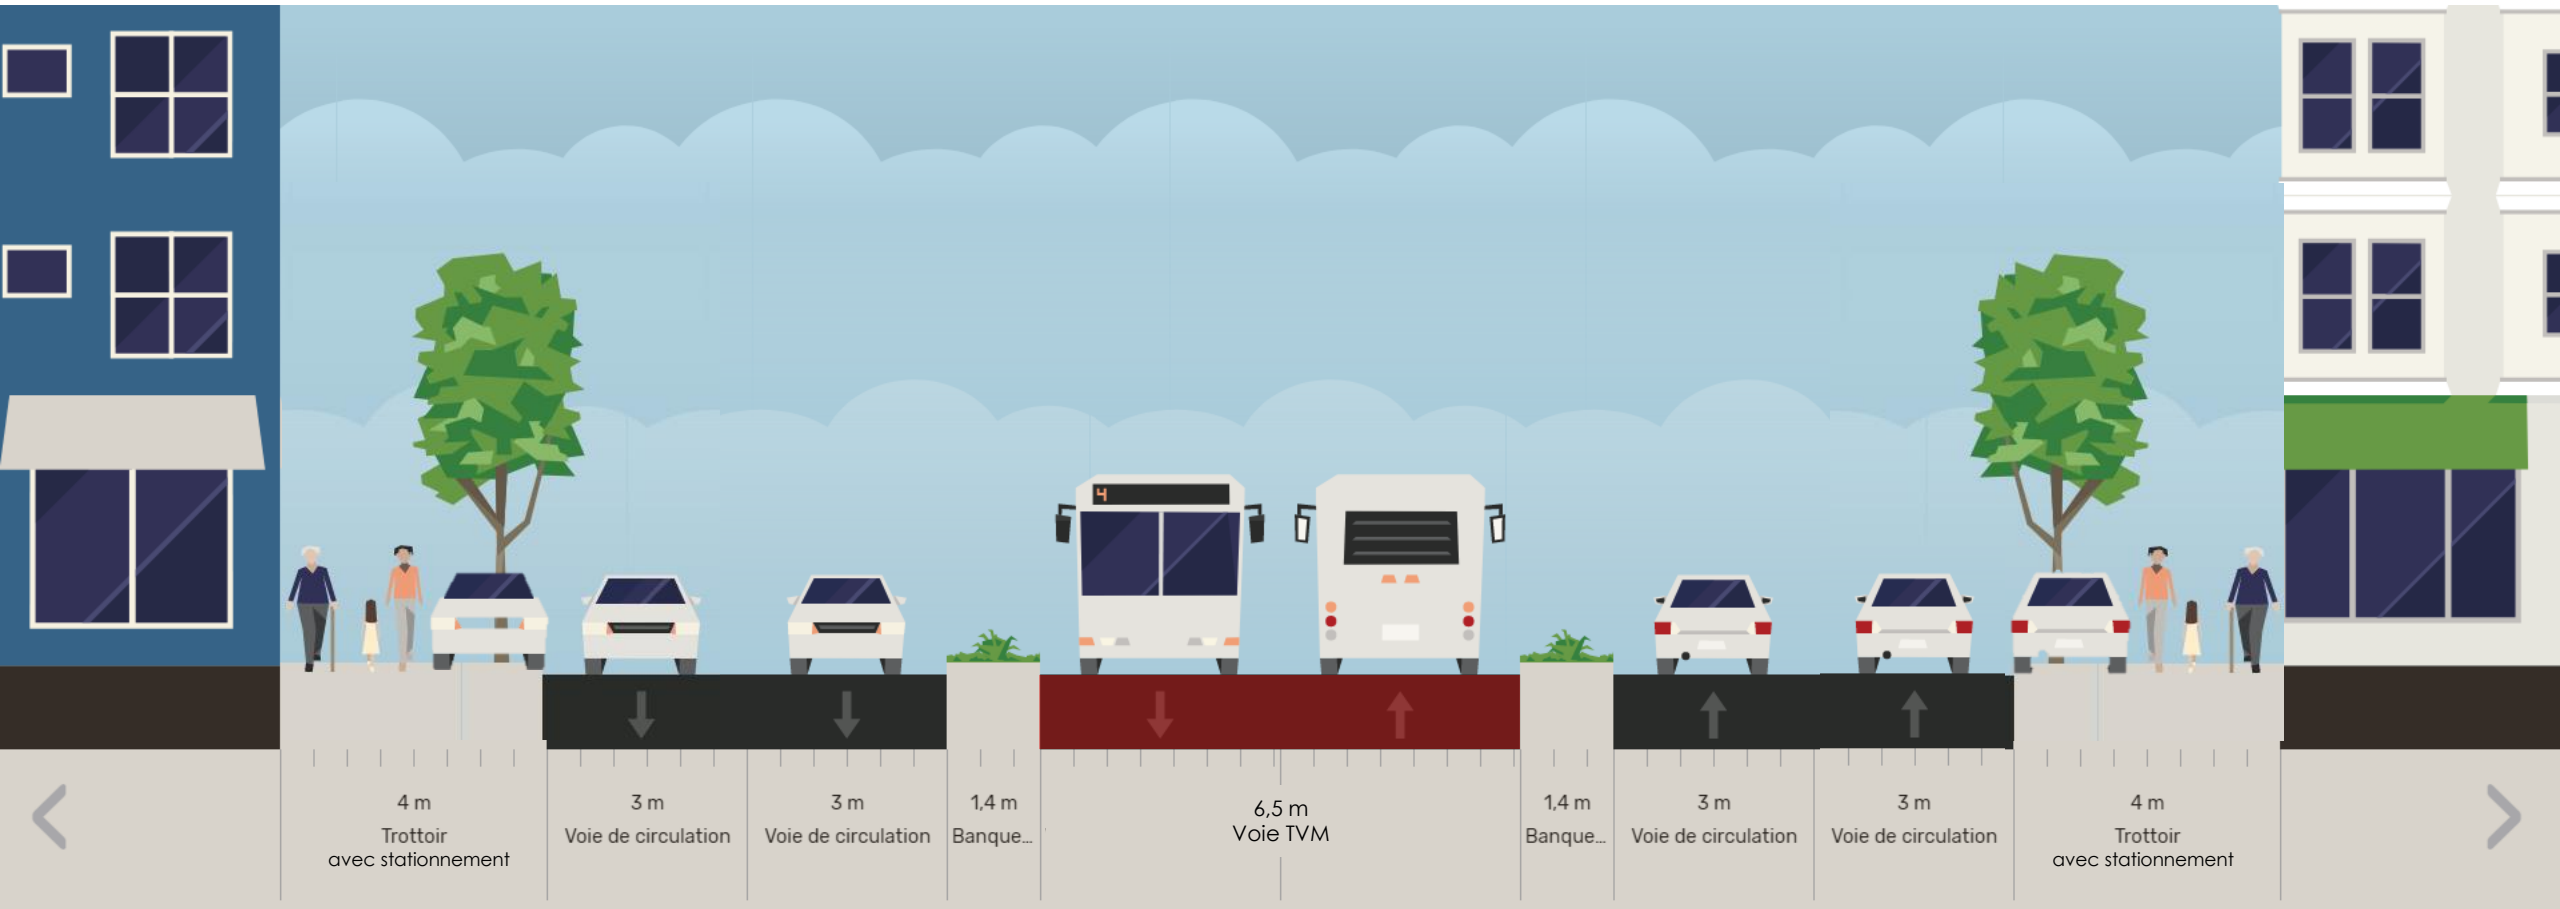 4
4 m
Trottoir
avec stationnement
3 m
Voie de circulation
3 m
Voie de circulation
1,4 m
Banque...
6,5 m
Voie TVM
1,4 m
Banque...
3 m
Voie de circulation
3 m
Voie de circulation
4 m
Trottoir
avec stationnement